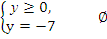 y ≥ 0,
y = −7 ∅